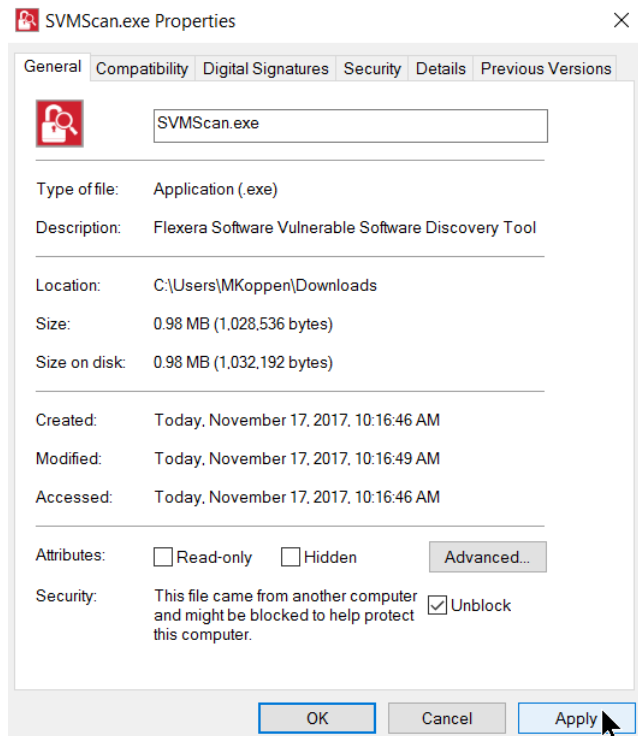 SVMScan.exe Properties
General Compatibility Digital Signatures Security Details Previous Versions
SVMScan.exe
Type of file: Application (.exe)
Description: Flexera Software Vulnerable Software Discovery Tool
Location: C:\Users\MKoppen\Downloads
Size: 0.98 MB (1,028,536 bytes)
Size on disk: 0.98 MB (1,032,192 bytes)
Created: Today, November 17, 2017, 10:16:46 AM
Modified: Today, November 17, 2017, 10:16:49 AM
Accessed: Today, November 17, 2017, 10:16:46 AM
Attributes: Read-only Hidden Advanced...
Security: This file came from another computer
and might be blocked to help protect
this computer.
Unblock
OK Cancel Apply